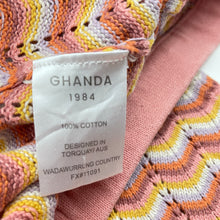 GHANDA
1984
100% COTTON
DESIGNED IN
TORQUAY/AUS
WADAWURRUNG COUNTRY
FX#11091